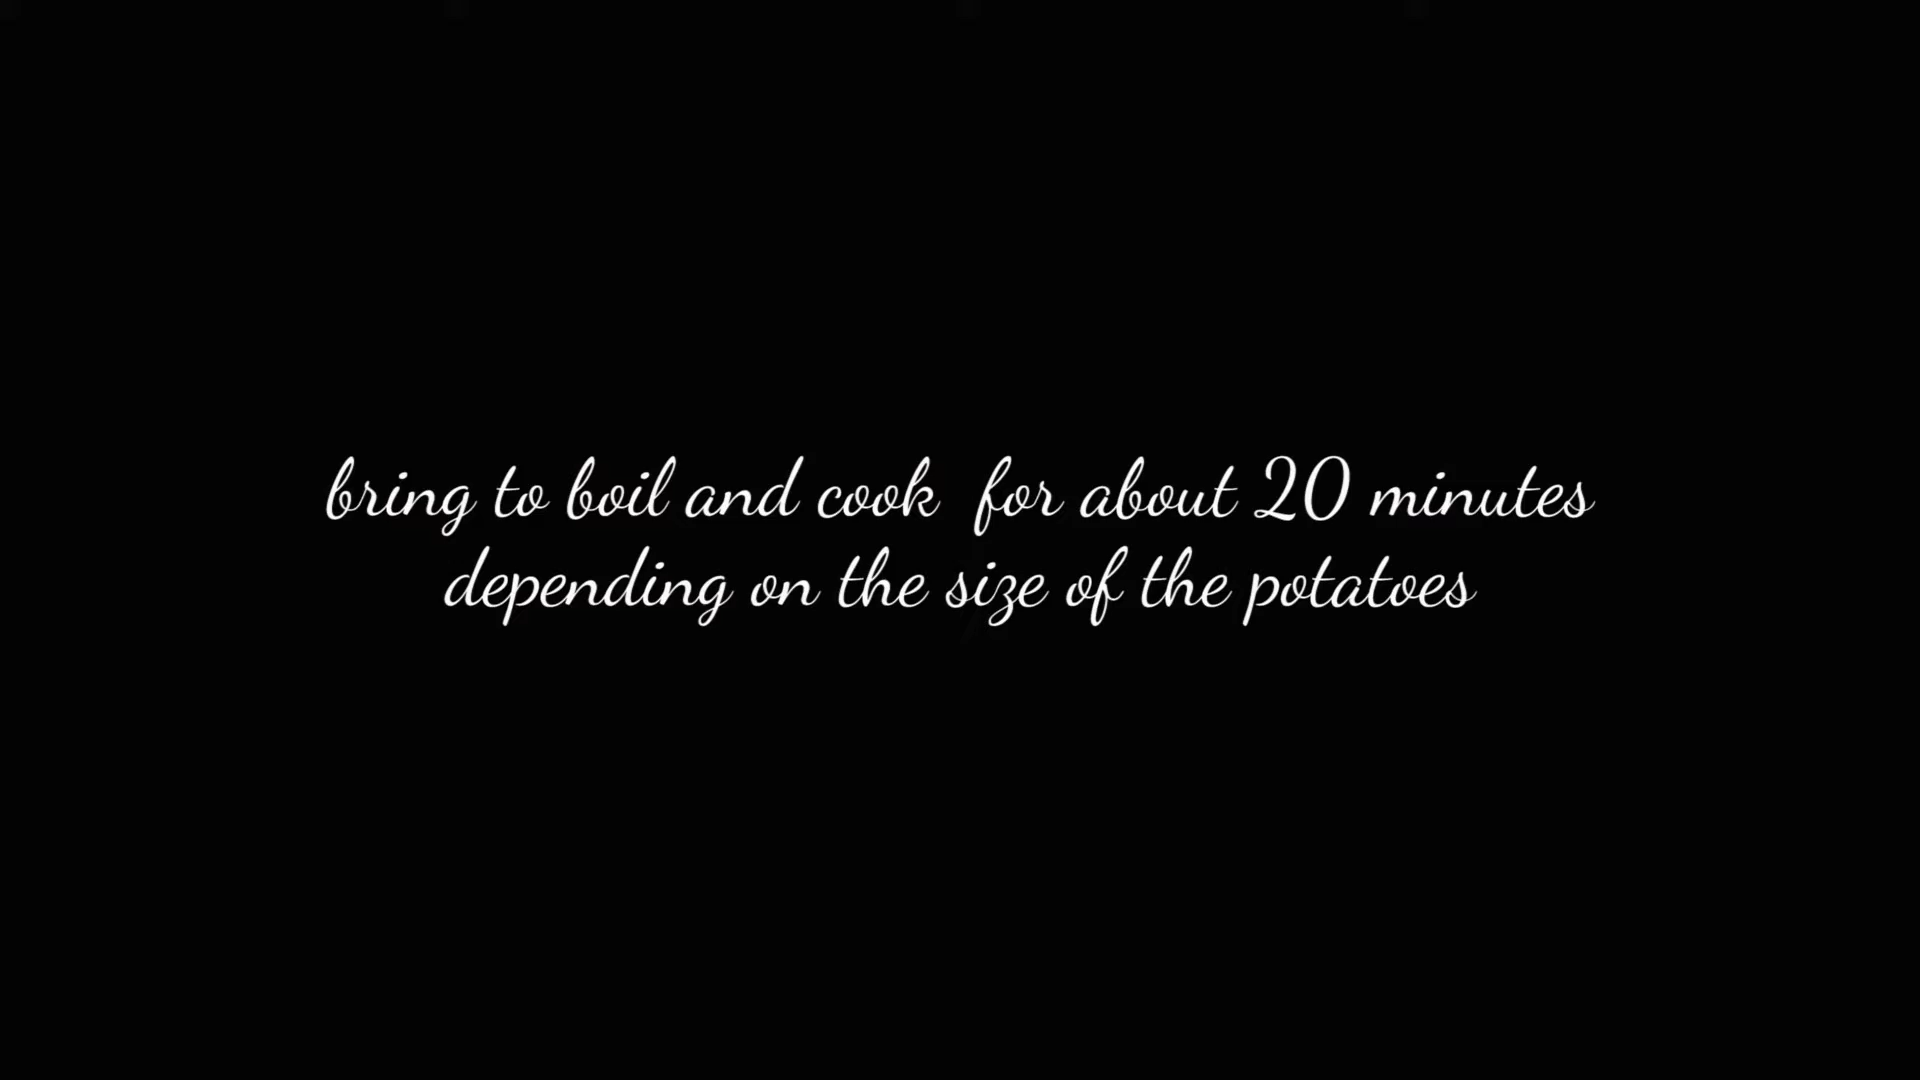 bring to boil and cook  for about 20 minutes
depending on the size of the potatoes